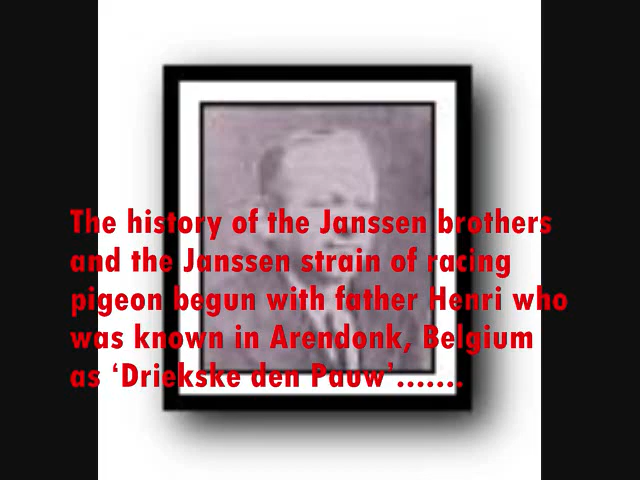 The history of the Janssen brothers
and the Janssen strain of racing
pigeon begun with father Henri who
was known in Arendonk, Belgium
as ‘Driekske den Pauw’.......